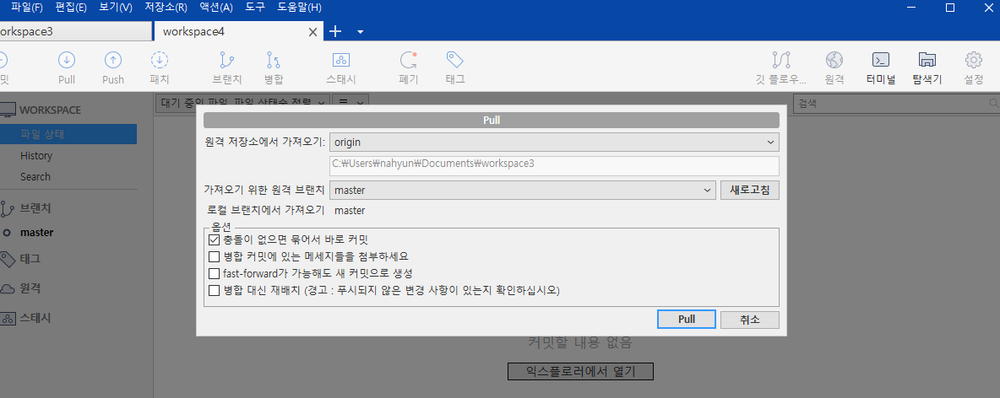 파일(F) 편집(E) 보기(V) 저장소(R) 액션(A) 도구 도움말(H)
orkspace3 workspace4
밋 Pull Push 패치 브랜치 병합 스태시 폐기 태그 깃 플로우... 원격 터미널 탐색기 설정
WORKSPACE
대기 중인 파일, 파일 상태순 정렬
검색
파일 상태
History
Search
브랜치
master
태그
원격
스태시
Pull
원격 저장소에서 가져오기: origin
C:₩Users₩nahyun₩Documents₩workspace3
가져오기 위한 원격 브랜치 master 새로고침
로컬 브랜치에서 가져오기 master
옵션
충돌이 없으면 묶어서 바로 커밋
병합 커밋에 있는 메세지들을 첨부하세요
fast-forward가 가능해도 새 커밋으로 생성
병합 대신 재배치 (경고 : 푸시되지 않은 변경 사항이 있는지 확인하십시오)
Pull 취소
커밋할 내용 없음
익스플로러에서 열기